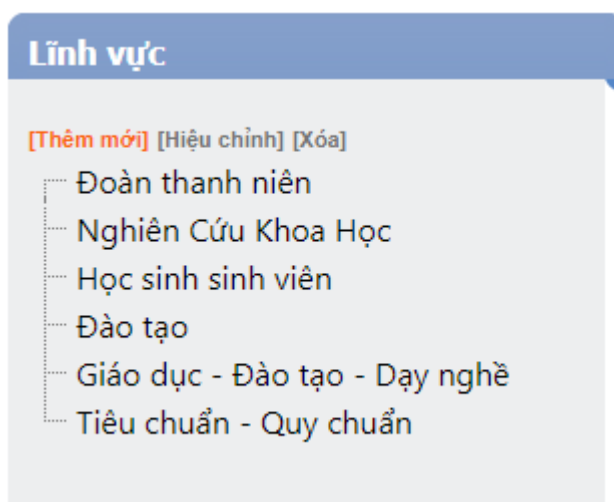 Lĩnh vực
[Thêm mới] [Hiệu chỉnh] [Xóa]
Đoàn thanh niên
Nghiên Cứu Khoa Học
Học sinh sinh viên
Đào tạo
Giáo dục - Đào tạo - Dạy nghề
Tiêu chuẩn - Quy chuẩn